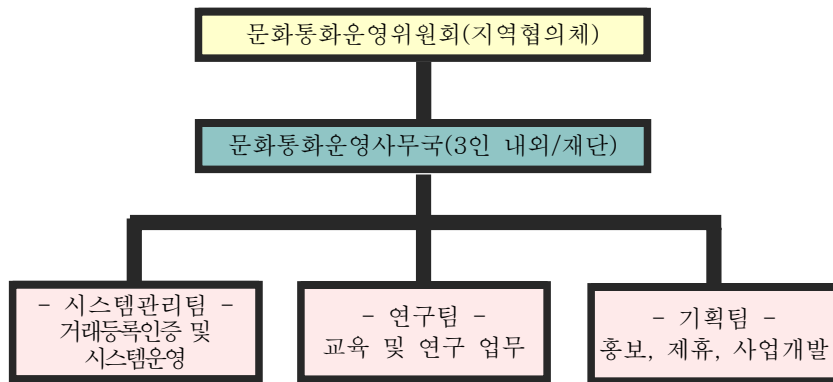 문화통화운영위원회(지역협의체)
문화통화운영사무국(3인 내외/재단)
- 시스템관리팀 -
거래등록인증 및
시스템운영
- 연구팀 -
교육 및 연구 업무
- 기획팀 -
홍보, 제휴, 사업개발